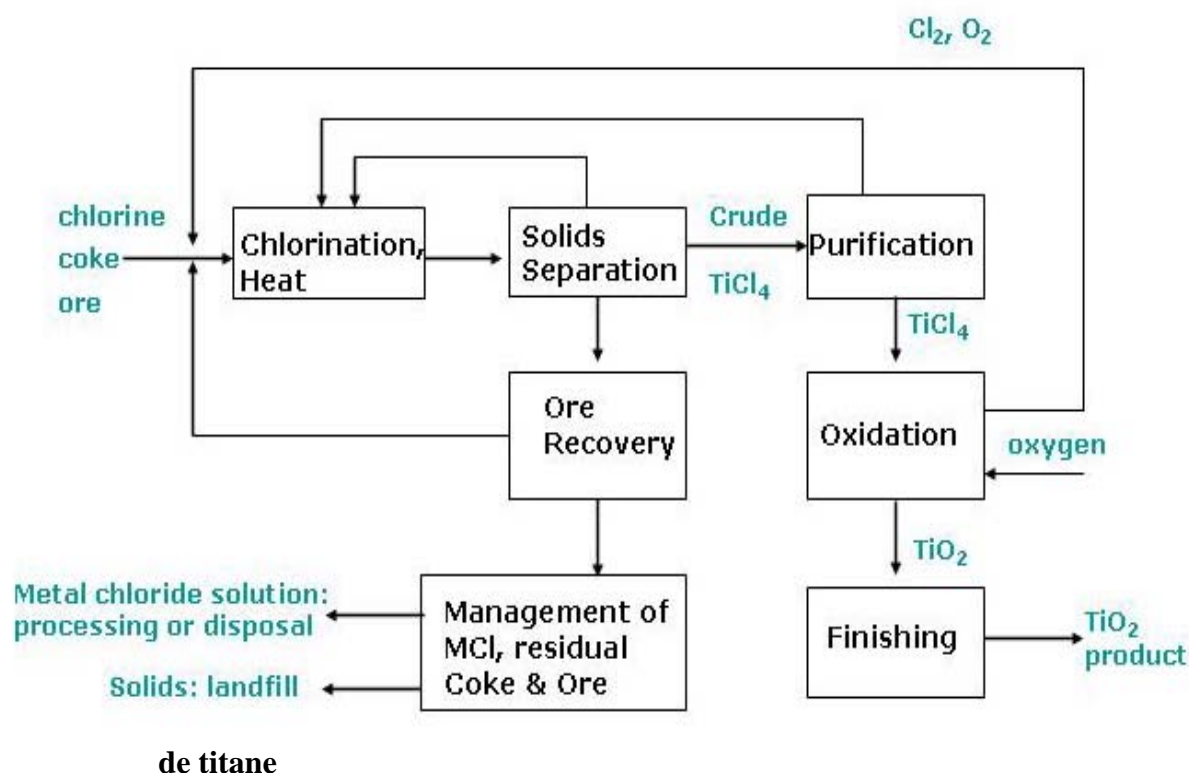 Cl₂, O₂
chlorine
coke
ore
Chlorination,
Heat
Solids
Separation
Crude
TiCl₄
Purification
TiCl₄
Ore
Recovery
Oxidation
oxygen
TiO₂
Metal chloride solution:
processing or disposal
Solids: landfill
Management of
MCl, residual
Coke & Ore
Finishing
TiO₂
product
de titane